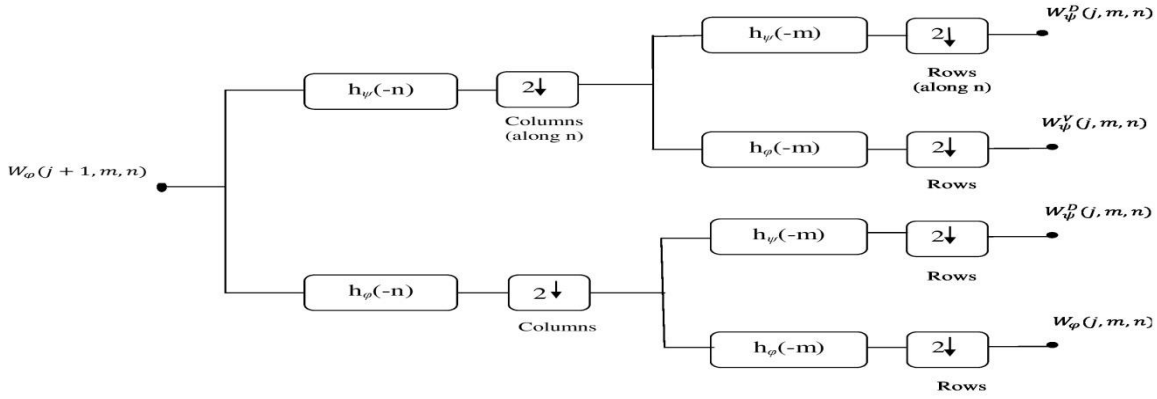 W_ψ^D(j, m, n)
h_ψ(-m)
2↓
Rows
(along n)
h_ψ(-n)
2↓
Columns
(along n)
W_ψ^V(j, m, n)
h_φ(-m)
2↓
Rows
W_φ(j + 1, m, n)
W_ψ^D(j, m, n)
h_ψ(-m)
2↓
Rows
h_φ(-n)
2↓
Columns
W_φ(j, m, n)
h_φ(-m)
2↓
Rows